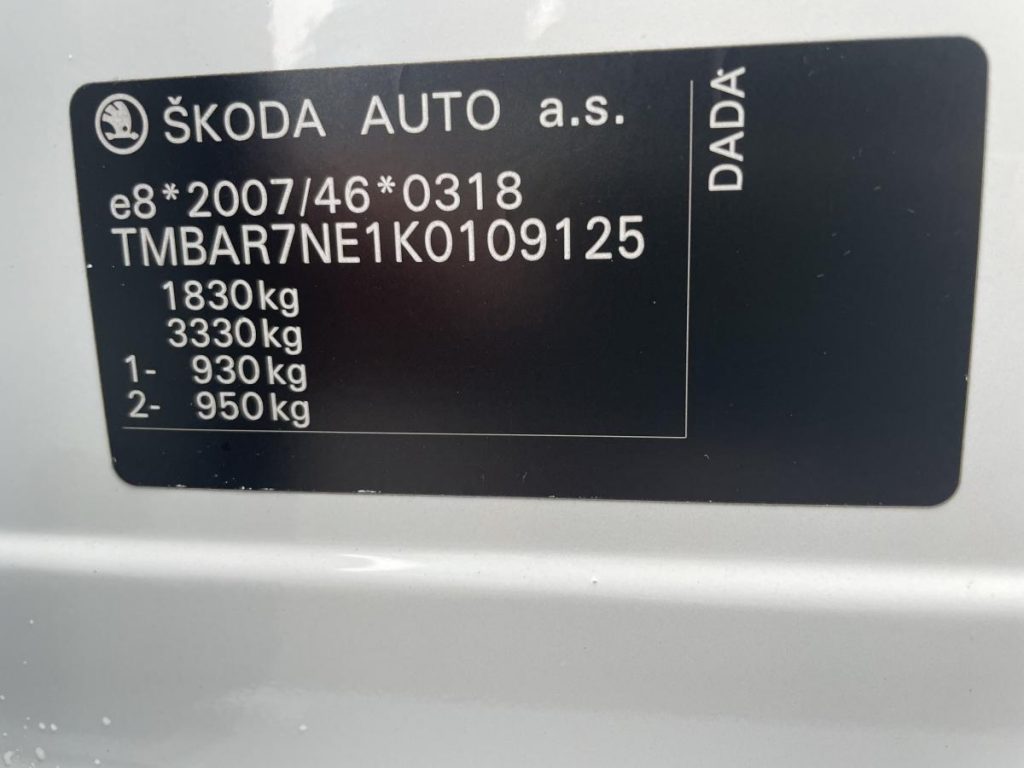 ŠKODA AUTO a.s.
e8*2007/46*0318
TMBAR7NE1K0109125
1830kg
3330kg
1- 930kg
2- 950kg
DADA